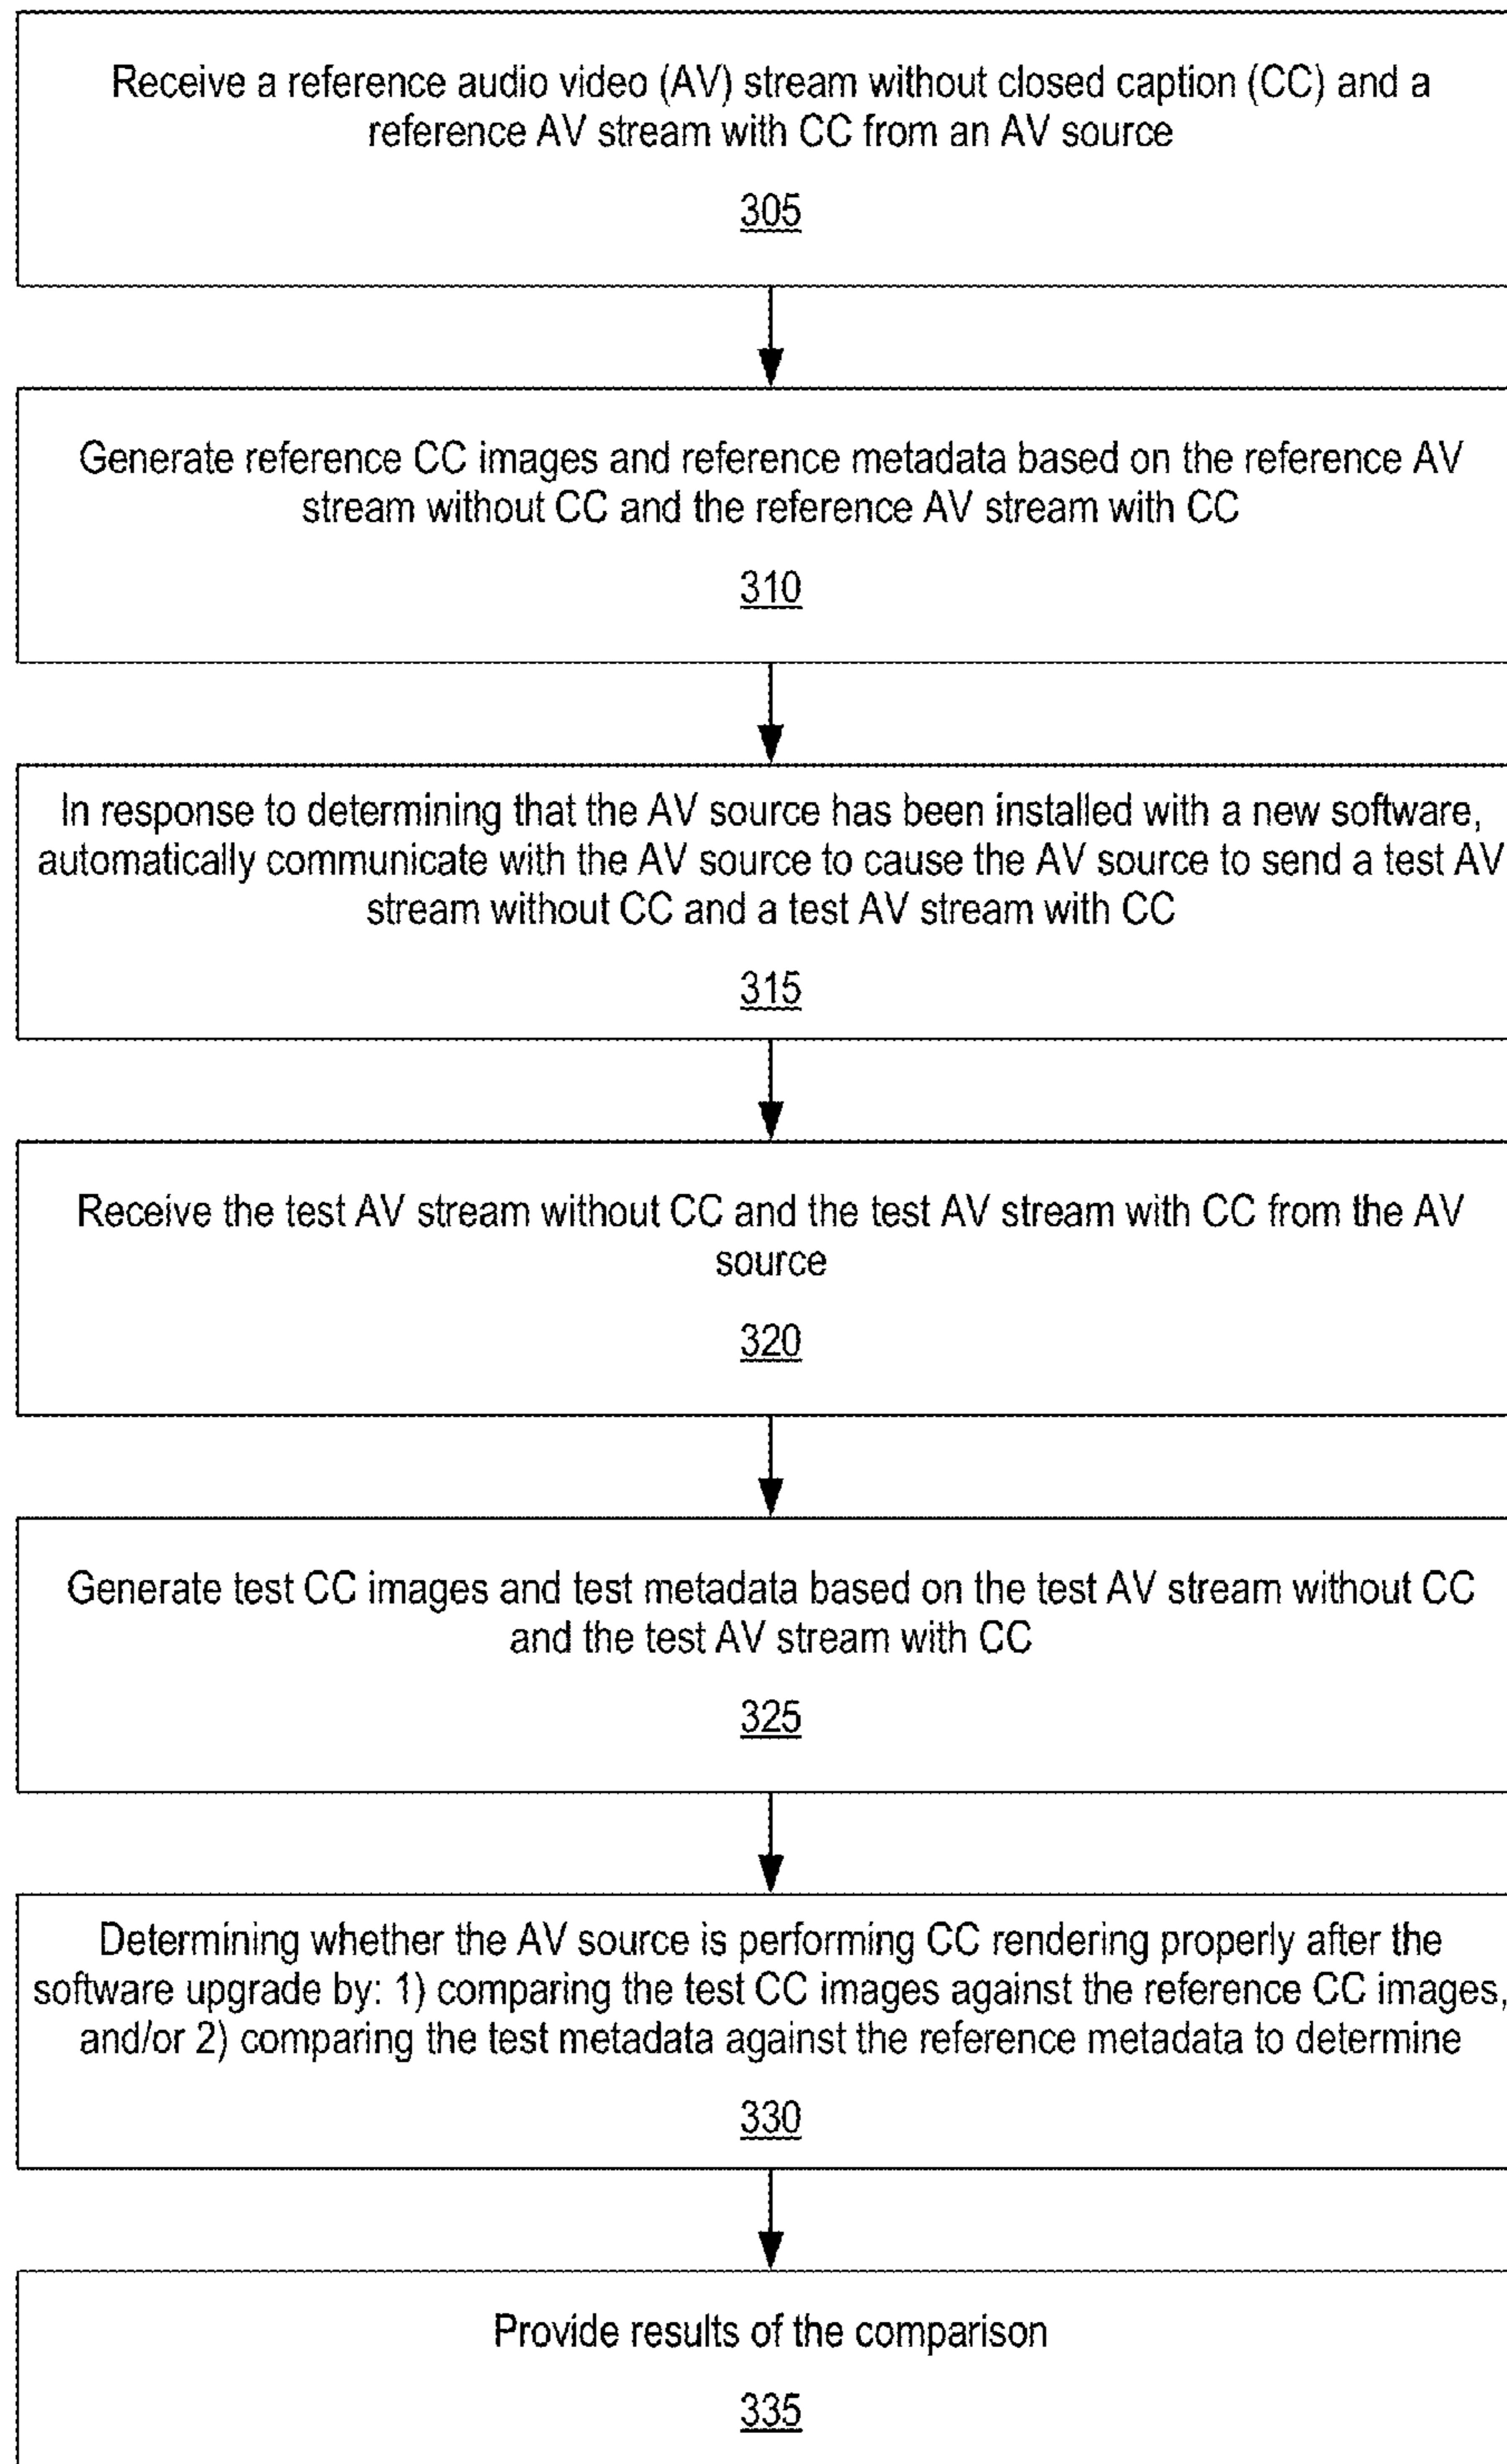 Receive a reference audio video (AV) stream without closed caption (CC) and a
reference AV stream with CC from an AV source
305
Generate reference CC images and reference metadata based on the reference AV
stream without CC and the reference AV stream with CC
310
In response to determining that the AV source has been installed with a new software,
automatically communicate with the AV source to cause the AV source to send a test AV
stream without CC and a test AV stream with CC
315
Receive the test AV stream without CC and the test AV stream with CC from the AV
source
320
Generate test CC images and test metadata based on the test AV stream without CC
and the test AV stream with CC
325
Determining whether the AV source is performing CC rendering properly after the
software upgrade by: 1) comparing the test CC images against the reference CC images,
and/or 2) comparing the test metadata against the reference metadata to determine
330
Provide results of the comparison
335